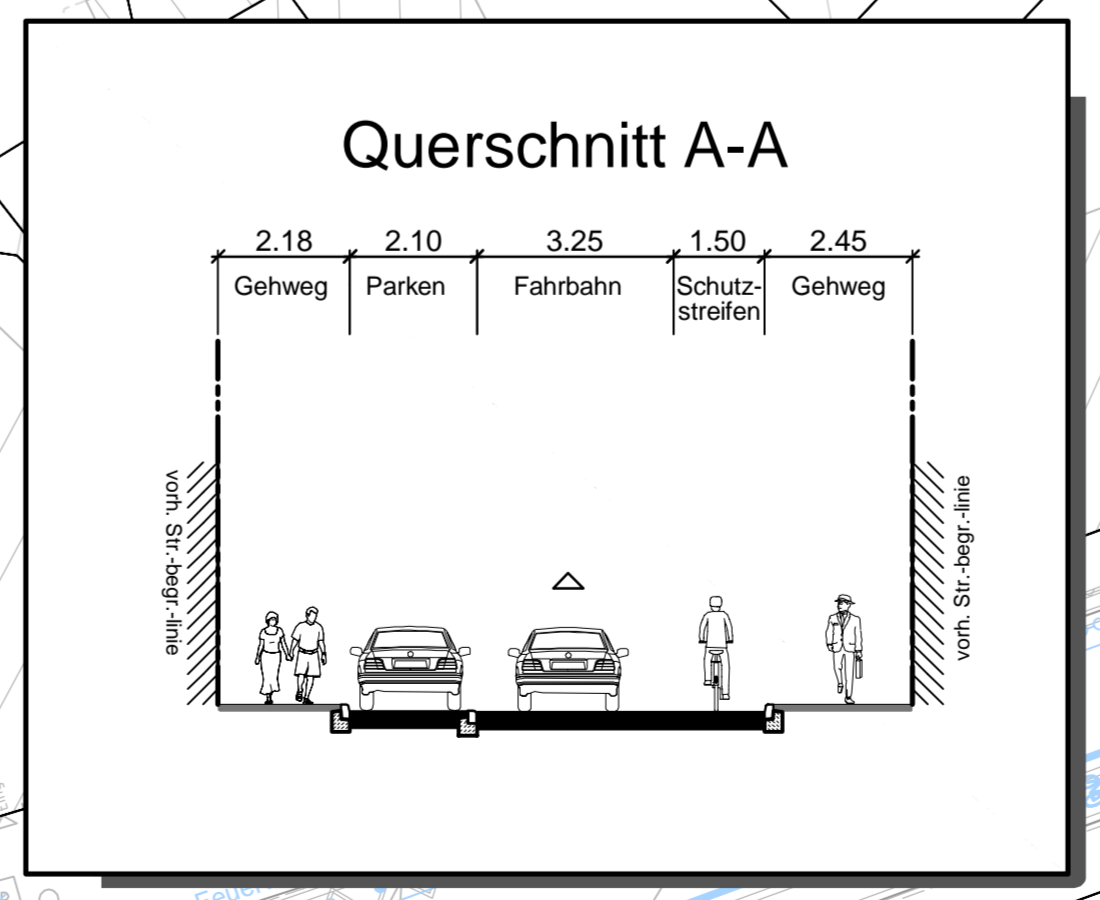 Querschnitt A-A
2.18 2.10 3.25 1.50 2.45
Gehweg Parken Fahrbahn Schutz- Gehweg
streifen
vorh. Str.-begr.-linie
vorh. Str.-begr.-linie